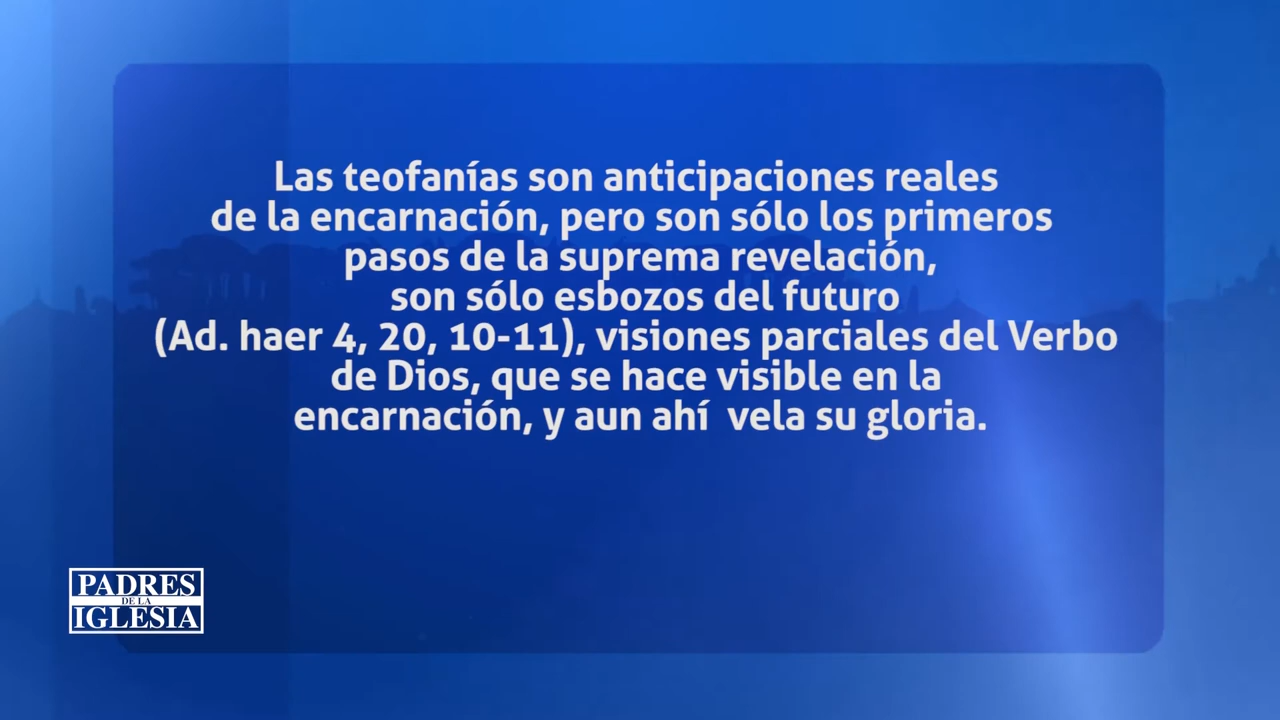 Las teofanías son anticipaciones reales
de la encarnación, pero son sólo los primeros
pasos de la suprema revelación,
son sólo esbozos del futuro
(Ad. haer 4, 20, 10-11), visiones parciales del Verbo
de Dios, que se hace visible en la
encarnación, y aun ahí  vela su gloria.
PADRES
DE LA
IGLESIA